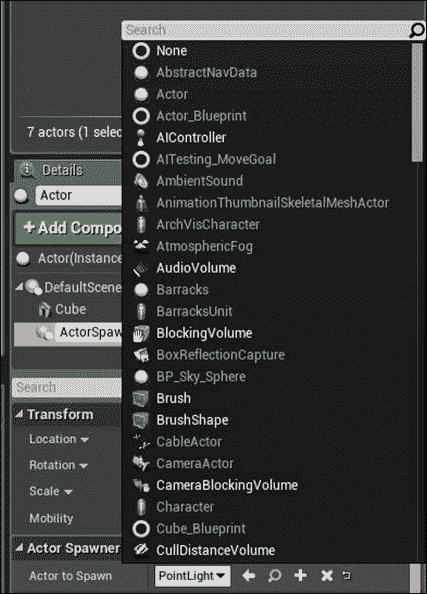 Search
None
AbstractNavData
Actor
Actor_Blueprint
AIController
AITesting_MoveGoal
AmbientSound
AnimationThumbnailSkeletalMeshActor
ArchVisCharacter
AtmosphericFog
AudioVolume
Barracks
BarracksUnit
BlockingVolume
BoxReflectionCapture
BP_Sky_Sphere
Brush
BrushShape
CableActor
CameraActor
CameraBlockingVolume
Character
Cube_Blueprint
CullDistanceVolume
7 actors (1 selec
Details
Actor
+ Add Compo
Actor(Instance
DefaultScene
Cube
ActorSpaw
Search
Transform
Location
Rotation
Scale
Mobility
Actor Spawner
Actor to Spawn PointLight